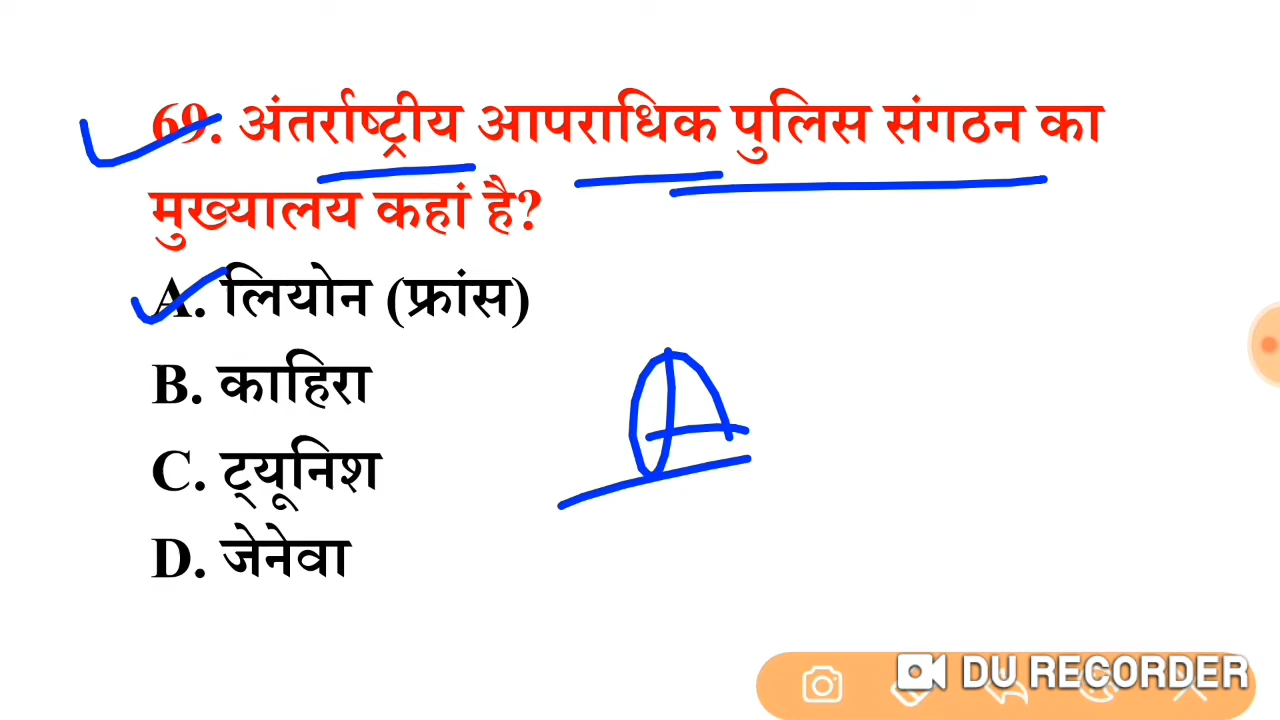 69. अंतर्राष्ट्रीय आपराधिक पुलिस संगठन का
मुख्यालय कहां है?
A. लियोन (फ्रांस)
B. काहिरा
C. ट्यूनिश
D. जेनेवा
A
DU RECORDER